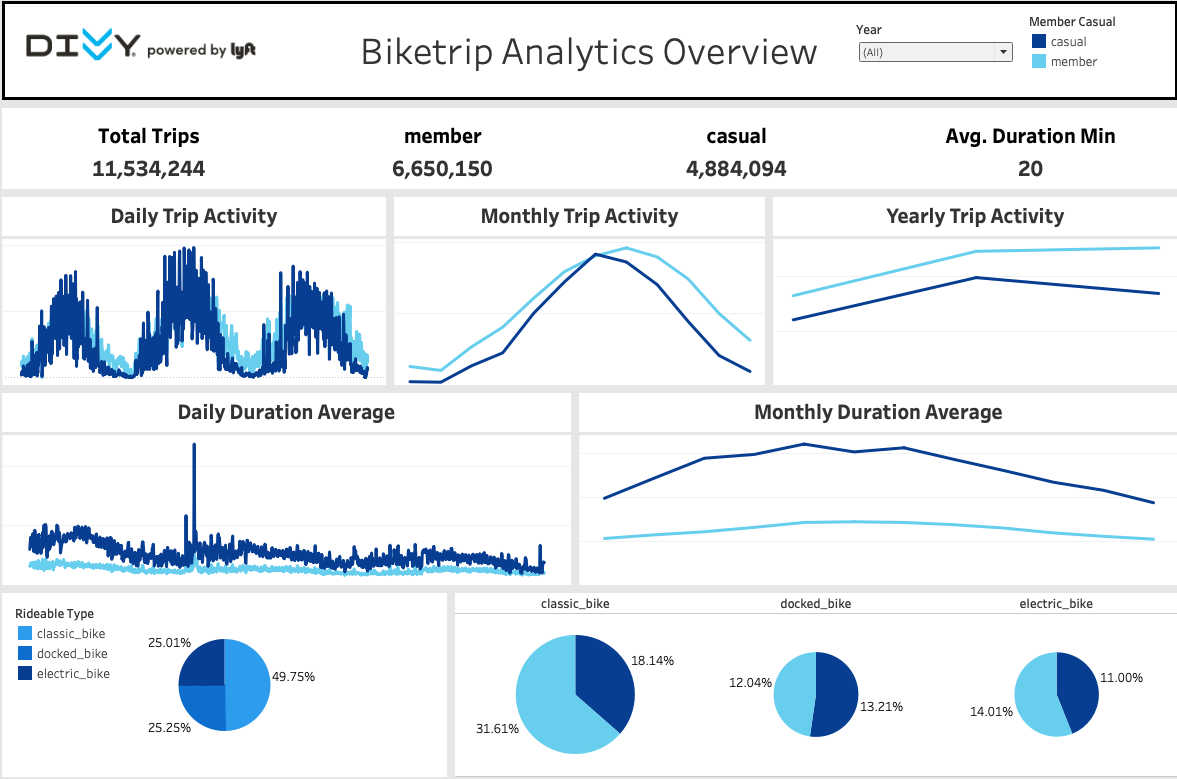 DIVVY powered by lyft
Biketrip Analytics Overview
Year
(All)
Member Casual
casual
member
Total Trips
11,534,244
member
6,650,150
casual
4,884,094
Avg. Duration Min
20
Daily Trip Activity
Monthly Trip Activity
Yearly Trip Activity
Daily Duration Average
Monthly Duration Average
Rideable Type
classic_bike
docked_bike
electric_bike
25.01%
49.75%
25.25%
classic_bike
18.14%
31.61%
docked_bike
12.04%
13.21%
electric_bike
11.00%
14.01%